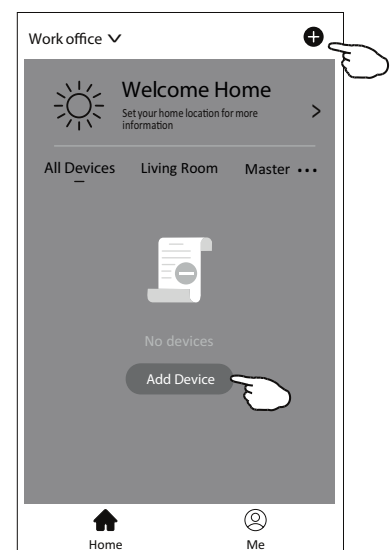 Work office
Welcome Home
Set your home location for more
information
All Devices Living Room Master
No devices
Add Device
Home Me